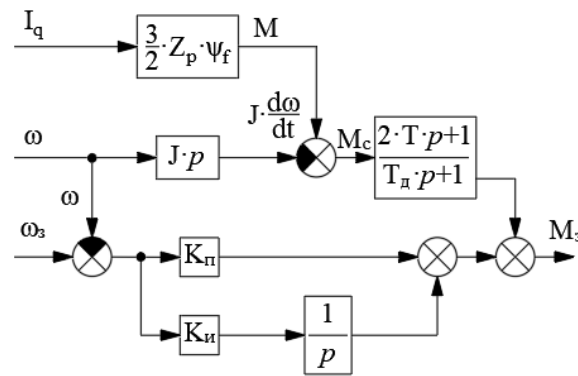 I_q
3/2·Z_p·ψ_f
M
J·dω/dt
ω
J·p
M_c
2·T·p+1
T_д·p+1
ω
ω_з
K_п
M_з
K_и
1/p